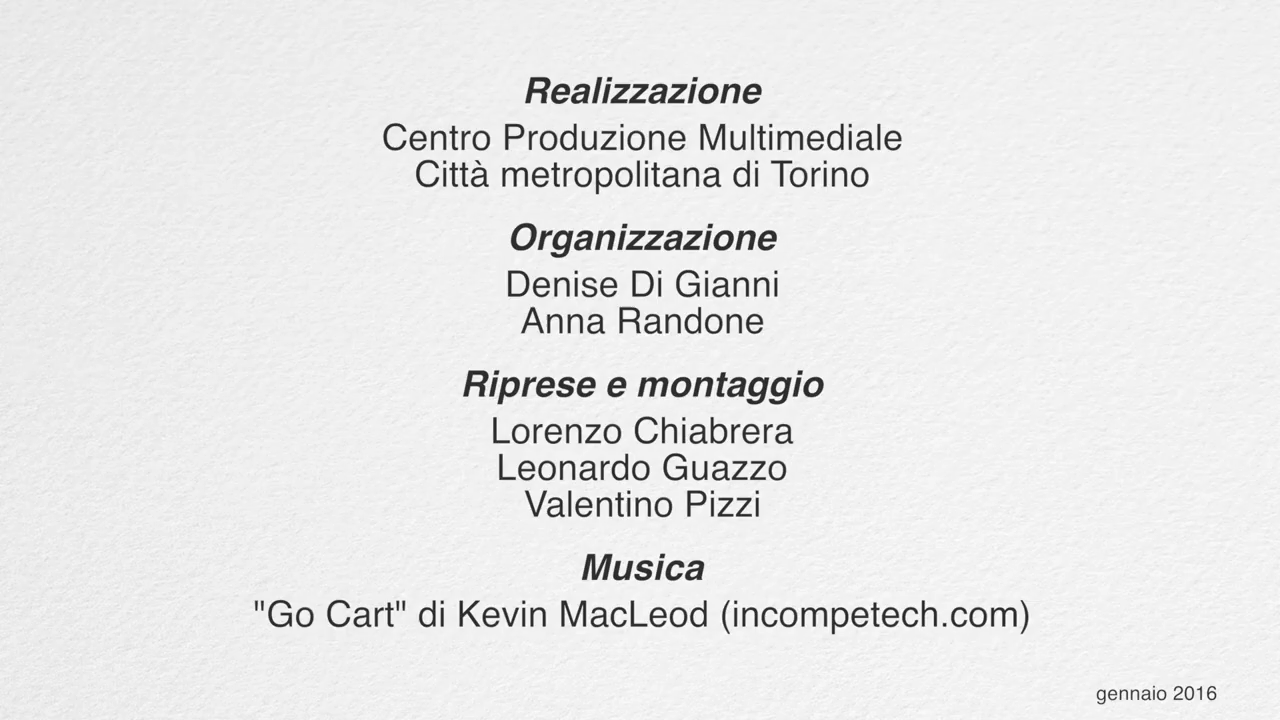 Realizzazione
Centro Produzione Multimediale
Città metropolitana di Torino
Organizzazione
Denise Di Gianni
Anna Randone
Riprese e montaggio
Lorenzo Chiabrera
Leonardo Guazzo
Valentino Pizzi
Musica
"Go Cart" di Kevin MacLeod (incompetech.com)
gennaio 2016